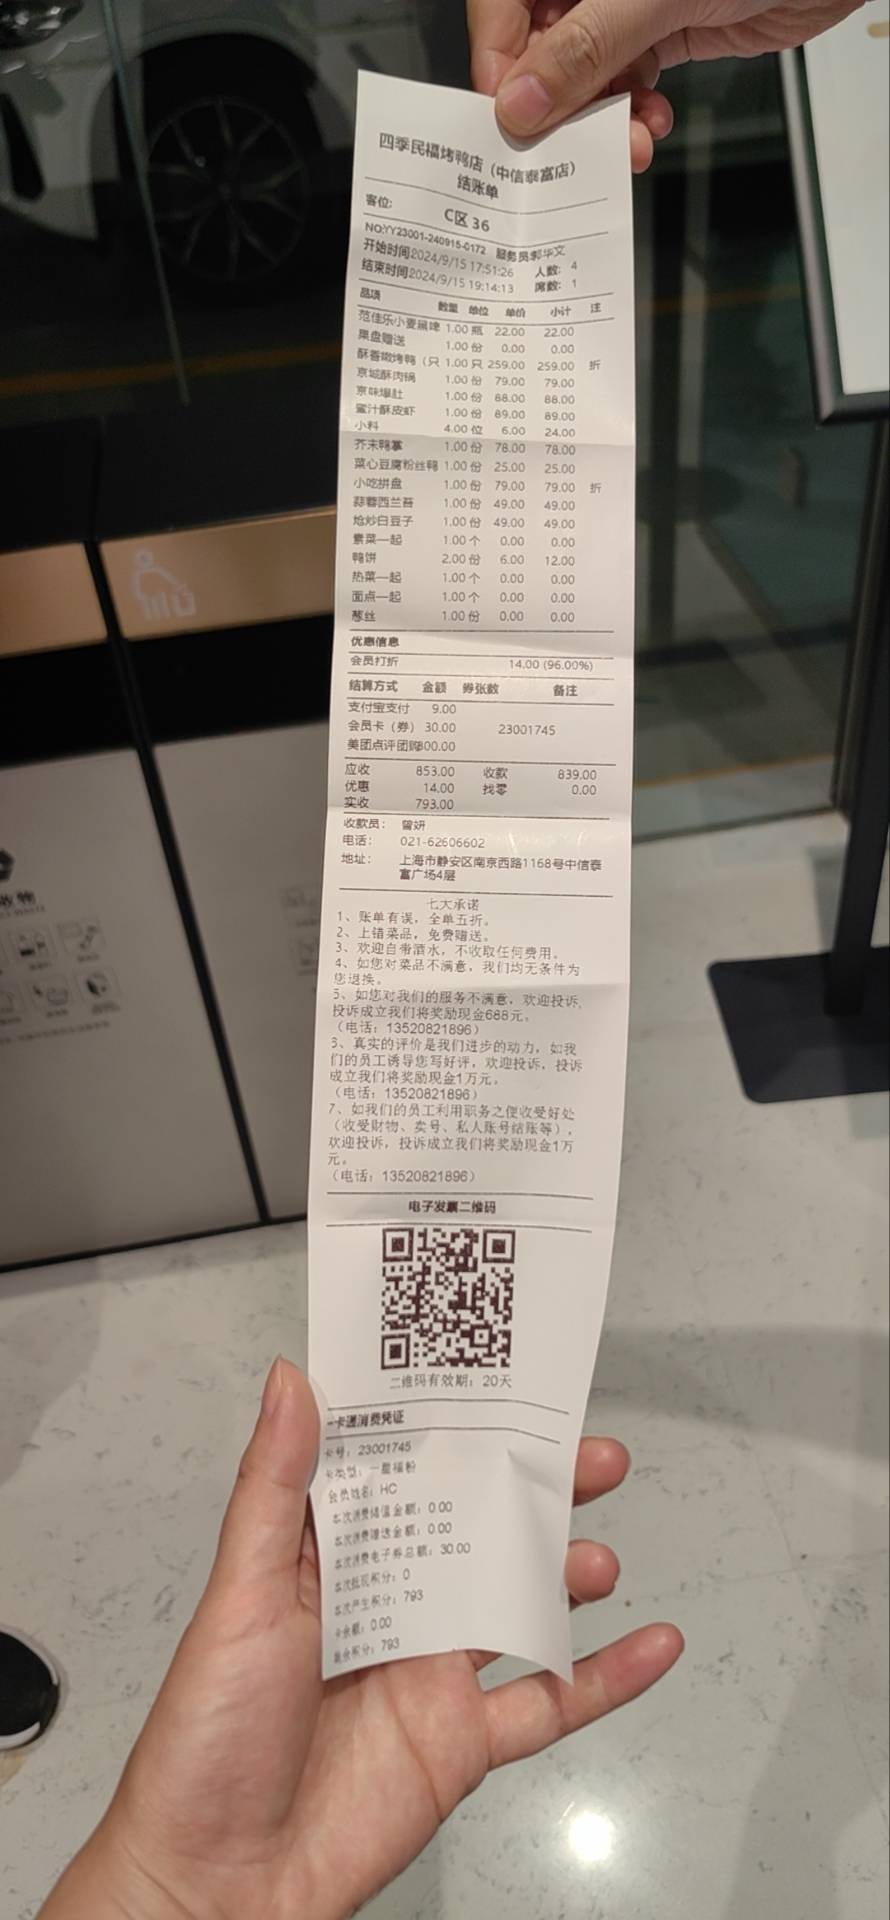 四季民福烤鸭店（中信泰富店）
结账单
客位: C区 36
NO:YY23001-240915-0172 服务员:郭华文
开始时间2024/9/15 17:51:26 人数: 4
结束时间2024/9/15 19:14:13 席数: 1
品项 数量 单位 单价 小计 注
范佳乐小麦黑啤 1.00 瓶 22.00 22.00
果盘赠送 1.00 份 0.00 0.00
酥香嫩烤鸭（只 1.00 只 259.00 259.00 折
京城酥肉锅 1.00 份 79.00 79.00
京味爆肚 1.00 份 88.00 88.00
蜜汁酥皮虾 1.00 份 89.00 89.00
小料 4.00 位 6.00 24.00
芥末鸭掌 1.00 份 78.00 78.00
菜心豆腐粉丝鸭 1.00 份 25.00 25.00
小吃拼盘 1.00 份 79.00 79.00 折
蒜蓉西兰苔 1.00 份 49.00 49.00
炝炒白豆子 1.00 份 49.00 49.00
素菜一起 1.00 个 0.00 0.00
鸭饼 2.00 份 6.00 12.00
热菜一起 1.00 个 0.00 0.00
面点一起 1.00 个 0.00 0.00
葱丝 1.00 份 0.00 0.00
优惠信息
会员打折 14.00 (96.00%)
结算方式 金额 券张数 备注
支付宝支付 9.00
会员卡（券） 30.00 23001745
美团点评团购800.00
应收 853.00 收款 839.00
优惠 14.00 找零 0.00
实收 793.00
收款员: 曾妍
电话: 021-62606602
地址: 上海市静安区南京西路1168号中信泰
富广场4层
七大承诺
1、账单有误，全单五折。
2、上错菜品，免费赠送。
3、欢迎自带酒水，不收取任何费用。
4、如您对菜品不满意，我们均无条件为
您退换。
5、如您对我们的服务不满意，欢迎投诉，
投诉成立我们将奖励现金688元。
（电话：13520821896）
6、真实的评价是我们进步的动力，如我
们的员工诱导您写好评，欢迎投诉，投诉
成立我们将奖励现金1万元。
（电话：13520821896）
7、如我们的员工利用职务之便收受好处
（收受财物、卖号、私人账号结账等），
欢迎投诉，投诉成立我们将奖励现金1万
元。
（电话：13520821896）
电子发票二维码
二维码有效期：20天
一卡通消费凭证
卡号：23001745
卡类型：一星福粉
会员姓名：HC
本次消费储值金额：0.00
本次消费赠送金额：0.00
本次消费电子券总额：30.00
本次抵现积分：0
本次产生积分：793
卡余额：0.00
剩余积分：793